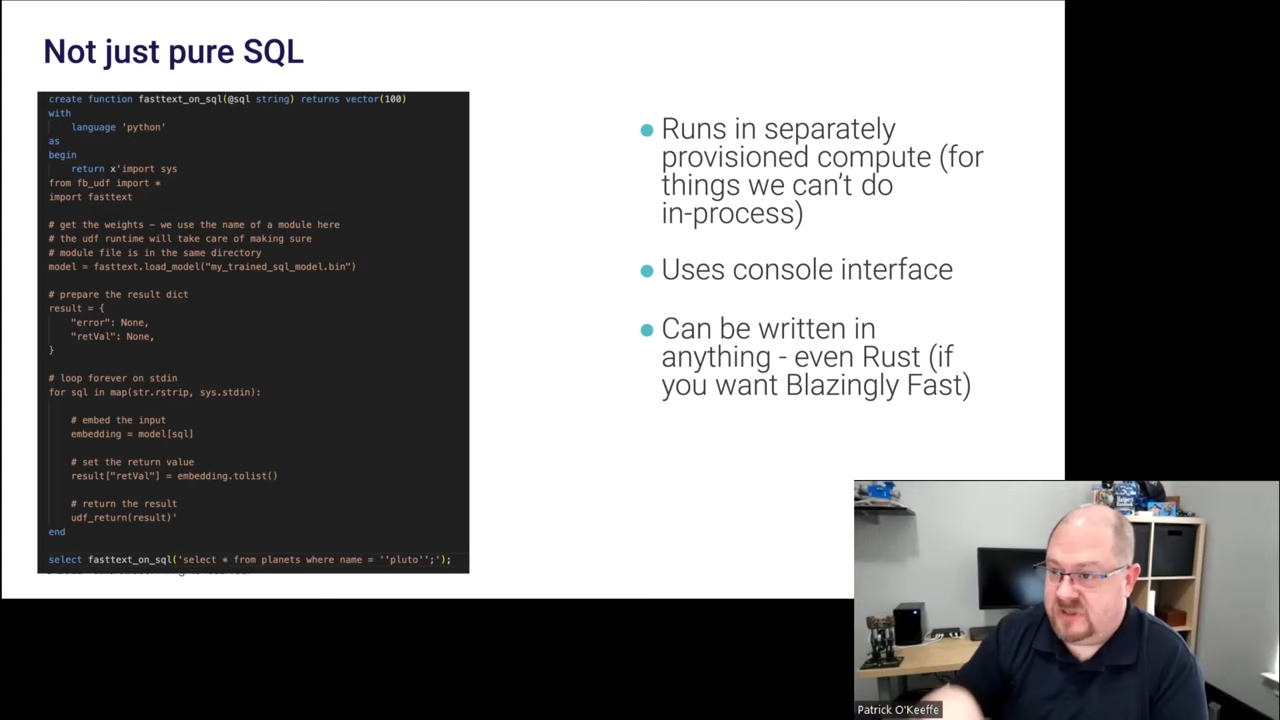 Not just pure SQL
create function fasttext_on_sql(@sql string) returns vector(100)
with
language 'python'
as
begin
return x'import sys
from fb_udf import *
import fasttext
# get the weights – we use the name of a module here
# the udf runtime will take care of making sure
# module file is in the same directory
model = fasttext.load_model("my_trained_sql_model.bin")
# prepare the result dict
result = {
"error": None,
"retVal": None,
}
# loop forever on stdin
for sql in map(str.rstrip, sys.stdin):
# embed the input
embedding = model[sql]
# set the return value
result["retVal"] = embedding.tolist()
# return the result
udf_return(result)'
end
select fasttext_on_sql('select * from planets where name = ''pluto'';');
Runs in separately
provisioned compute (for
things we can't do
in-process)
Uses console interface
Can be written in
anything - even Rust (if
you want Blazingly Fast)
Patrick O'Keeffe